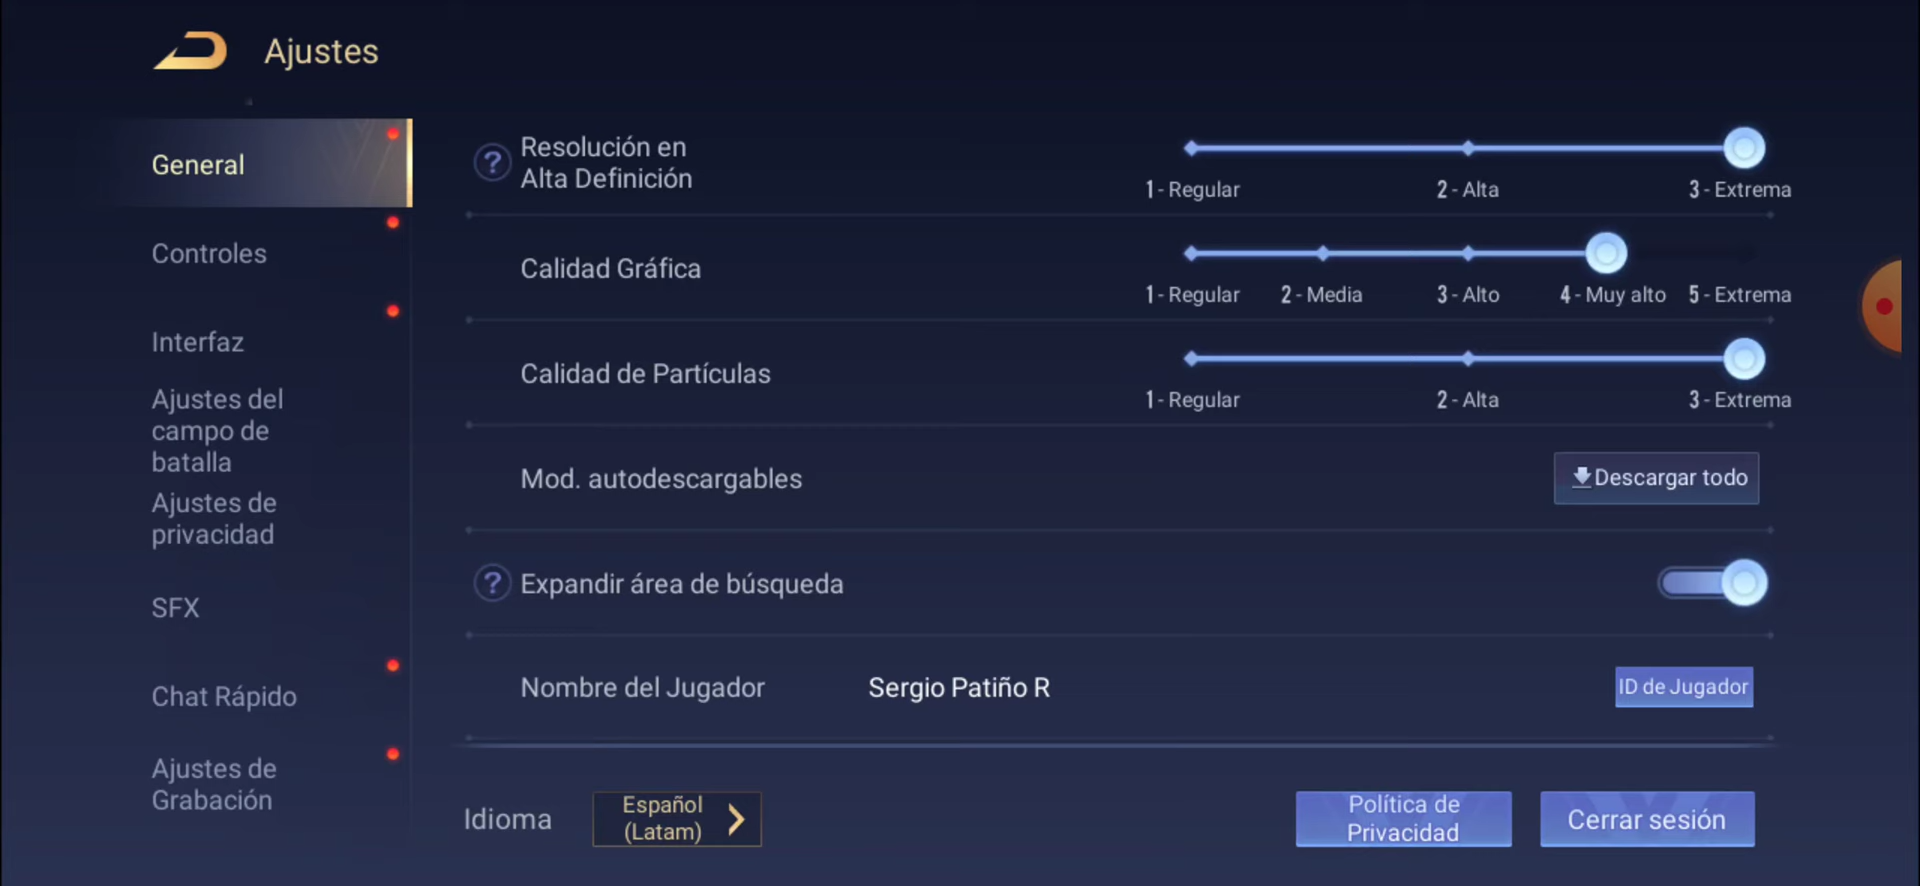 Ajustes
General
Controles
Interfaz
Ajustes del
campo de
batalla
Ajustes de
privacidad
SFX
Chat Rápido
Ajustes de
Grabación
? Resolución en
Alta Definición
1 - Regular 2 - Alta 3 - Extrema
Calidad Gráfica
1 - Regular 2 - Media 3 - Alto 4 - Muy alto 5 - Extrema
Calidad de Partículas
1 - Regular 2 - Alta 3 - Extrema
Mod. autodescargables Descargar todo
? Expandir área de búsqueda
Nombre del Jugador Sergio Patiño R ID de Jugador
Idioma
Español
(Latam)
Política de
Privacidad
Cerrar sesión